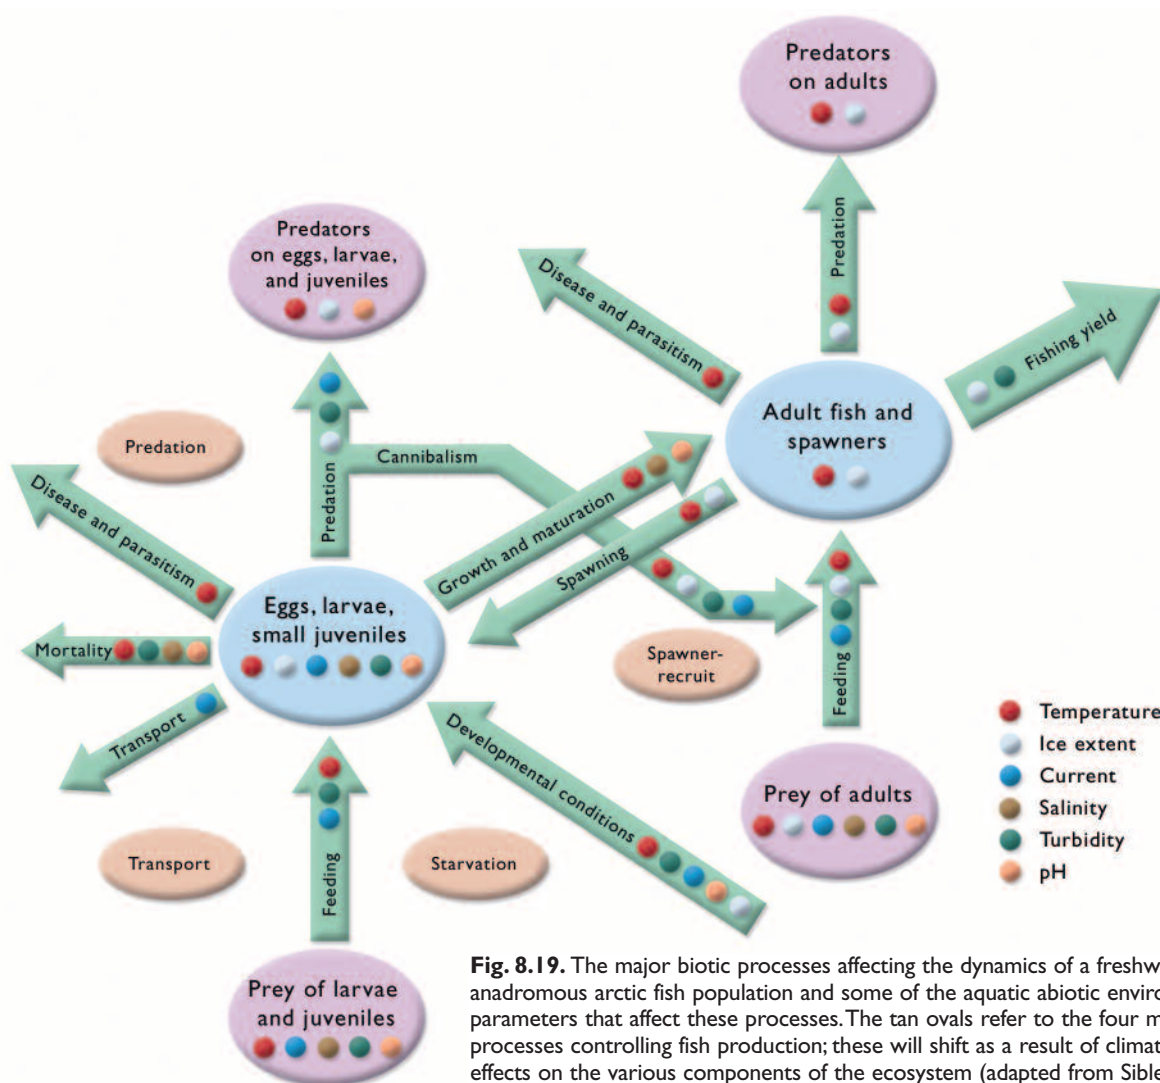 Predators
on adults
Predation
Predators
on eggs, larvae,
and juveniles
Disease and parasitism
Fishing yield
Adult fish and
spawners
Predation
Cannibalism
Predation
Disease and parasitism
Growth and maturation
Spawning
Eggs, larvae,
small juveniles
Mortality
Spawner-
recruit
Feeding
Transport
Developmental conditions
Temperature
Ice extent
Current
Salinity
Turbidity
pH
Prey of adults
Transport
Starvation
Feeding
Prey of larvae
and juveniles
Fig. 8.19. The major biotic processes affecting the dynamics of a freshw
anadromous arctic fish population and some of the aquatic abiotic enviro
parameters that affect these processes. The tan ovals refer to the four m
processes controlling fish production; these will shift as a result of climat
effects on the various components of the ecosystem (adapted from Sible